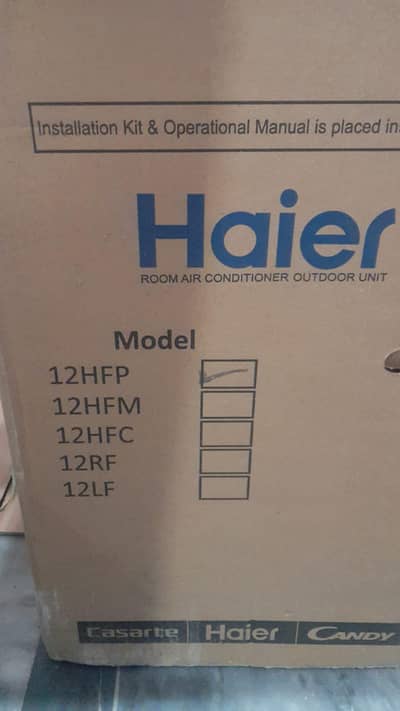 Installation Kit & Operational Manual is placed in
Haier
ROOM AIR CONDITIONER OUTDOOR UNIT
Model
12HFP
12HFM
12HFC
12RF
12LF
Casarte Haier CANDY